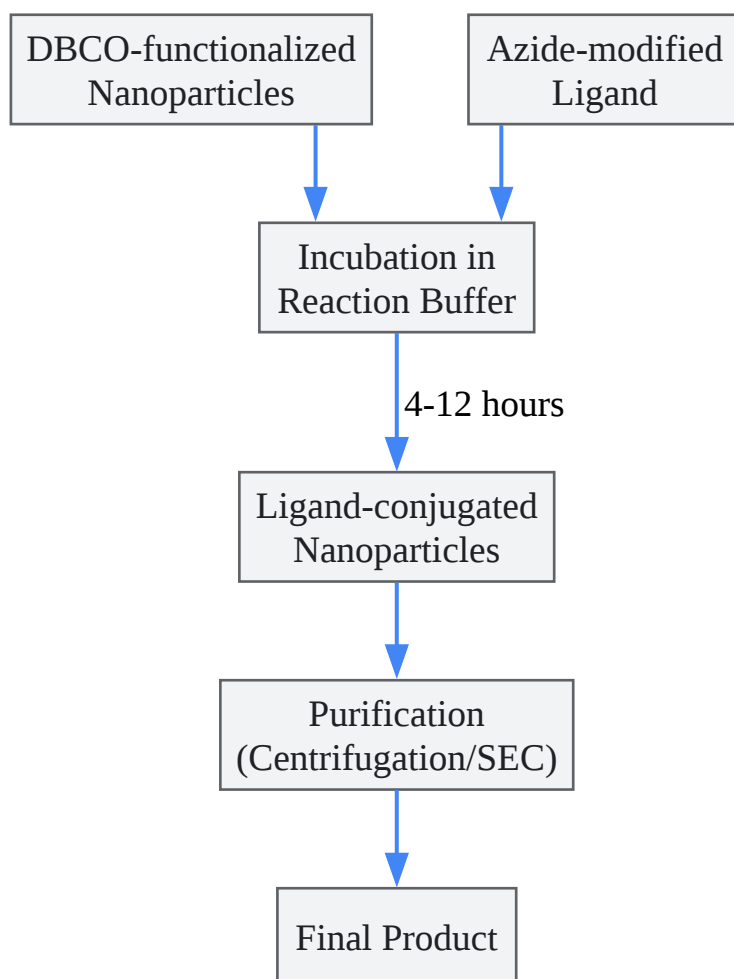 DBCO-functionalized
Nanoparticles
Azide-modified
Ligand
Incubation in
Reaction Buffer
4-12 hours
Ligand-conjugated
Nanoparticles
Purification
(Centrifugation/SEC)
Final Product